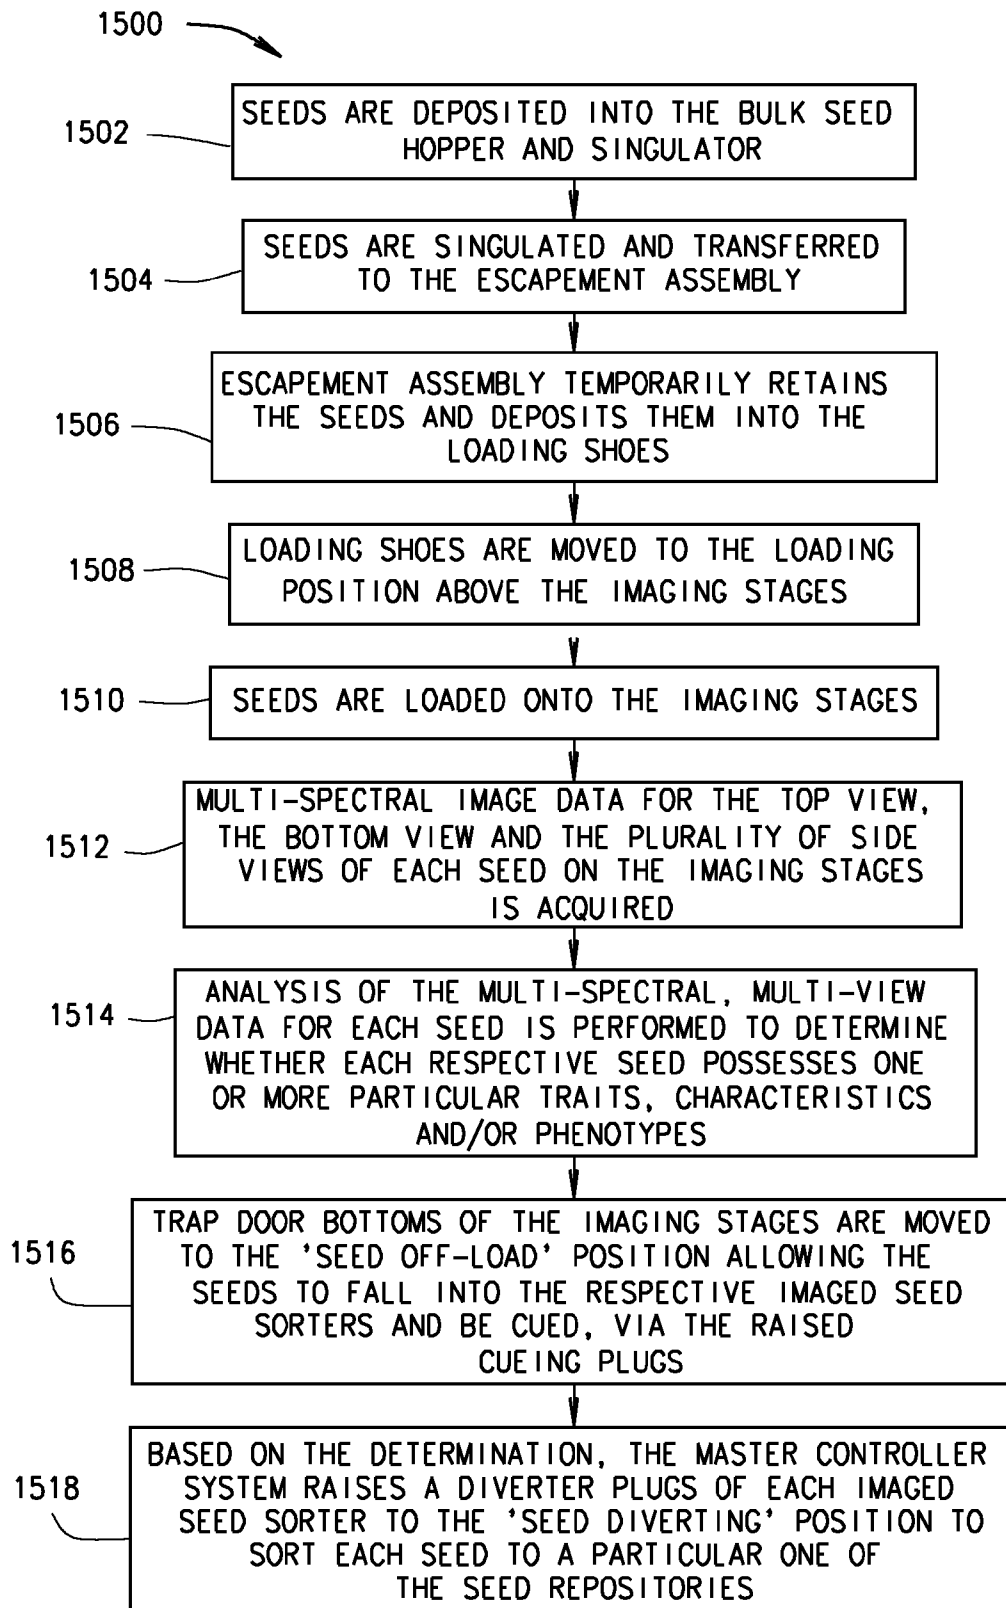 1500
1502
SEEDS ARE DEPOSITED INTO THE BULK SEED
HOPPER AND SINGULATOR
1504
SEEDS ARE SINGULATED AND TRANSFERRED
TO THE ESCAPEMENT ASSEMBLY
1506
ESCAPEMENT ASSEMBLY TEMPORARILY RETAINS
THE SEEDS AND DEPOSITS THEM INTO THE
LOADING SHOES
1508
LOADING SHOES ARE MOVED TO THE LOADING
POSITION ABOVE THE IMAGING STAGES
1510
SEEDS ARE LOADED ONTO THE IMAGING STAGES
1512
MULTI-SPECTRAL IMAGE DATA FOR THE TOP VIEW,
THE BOTTOM VIEW AND THE PLURALITY OF SIDE
VIEWS OF EACH SEED ON THE IMAGING STAGES
IS ACQUIRED
1514
ANALYSIS OF THE MULTI-SPECTRAL, MULTI-VIEW
DATA FOR EACH SEED IS PERFORMED TO DETERMINE
WHETHER EACH RESPECTIVE SEED POSSESSES ONE
OR MORE PARTICULAR TRAITS, CHARACTERISTICS
AND/OR PHENOTYPES
1516
TRAP DOOR BOTTOMS OF THE IMAGING STAGES ARE MOVED
TO THE 'SEED OFF-LOAD' POSITION ALLOWING THE
SEEDS TO FALL INTO THE RESPECTIVE IMAGED SEED
SORTERS AND BE CUED, VIA THE RAISED
CUEING PLUGS
1518
BASED ON THE DETERMINATION, THE MASTER CONTROLLER
SYSTEM RAISES A DIVERTER PLUGS OF EACH IMAGED
SEED SORTER TO THE 'SEED DIVERTING' POSITION TO
SORT EACH SEED TO A PARTICULAR ONE OF
THE SEED REPOSITORIES